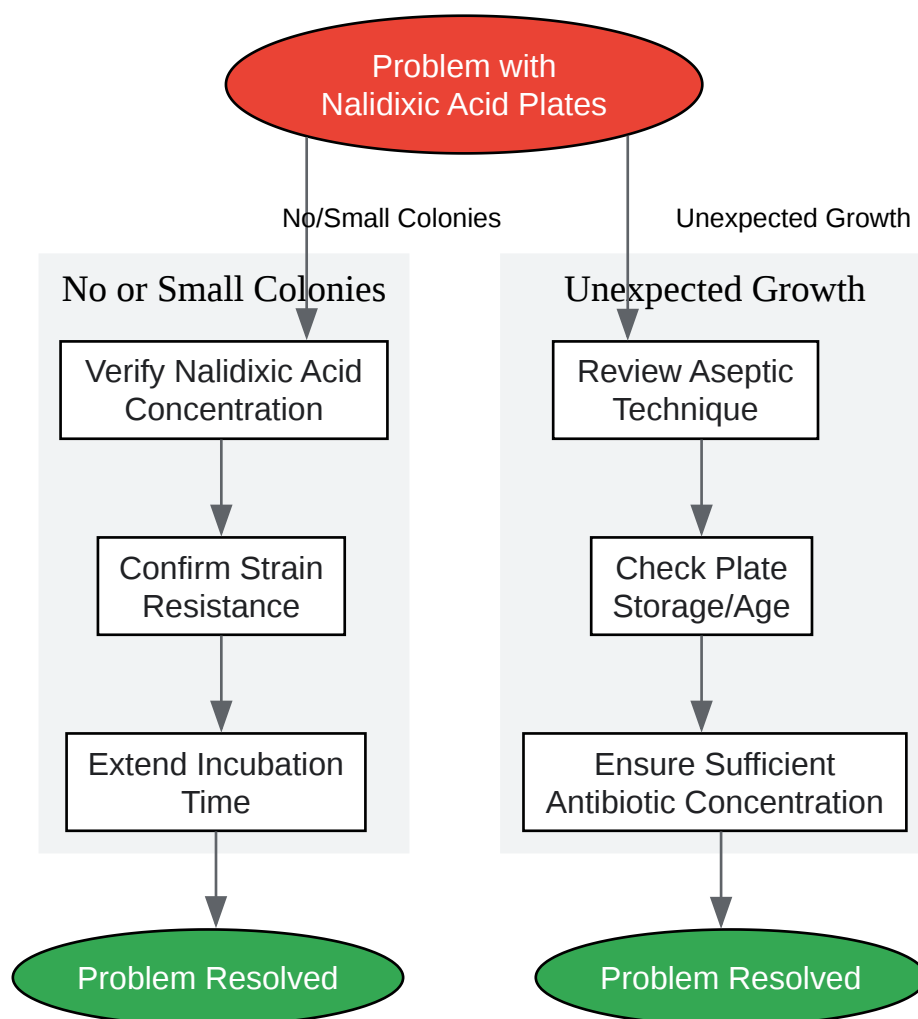 Problem with
Nalidixic Acid Plates
No/Small Colonies
Unexpected Growth
No or Small Colonies
Verify Nalidixic Acid
Concentration
Confirm Strain
Resistance
Extend Incubation
Time
Problem Resolved
Unexpected Growth
Review Aseptic
Technique
Check Plate
Storage/Age
Ensure Sufficient
Antibiotic Concentration
Problem Resolved